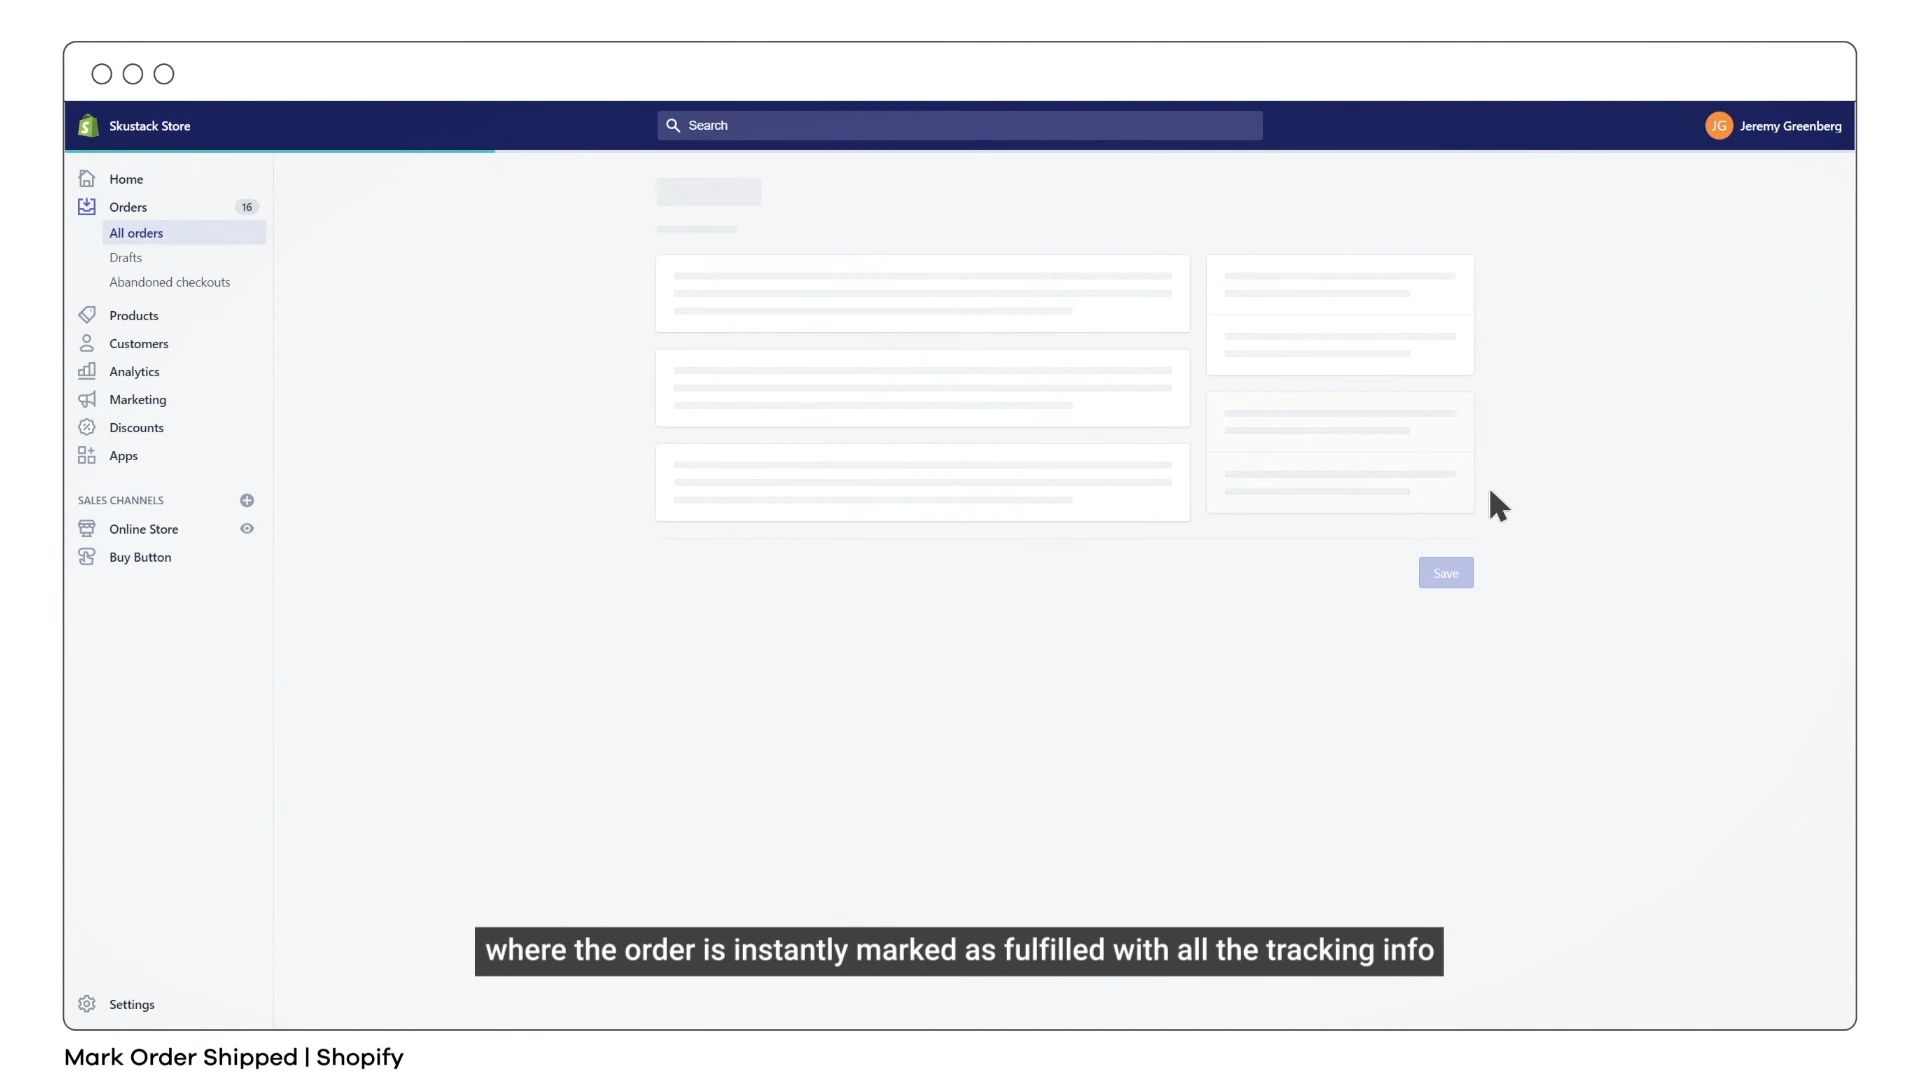 Skustack Store
Search
JG Jeremy Greenberg
Home
Orders 16
All orders
Drafts
Abandoned checkouts
Products
Customers
Analytics
Marketing
Discounts
Apps
SALES CHANNELS
Online Store
Buy Button
Save
where the order is instantly marked as fulfilled with all the tracking info
Settings
Mark Order Shipped | Shopify